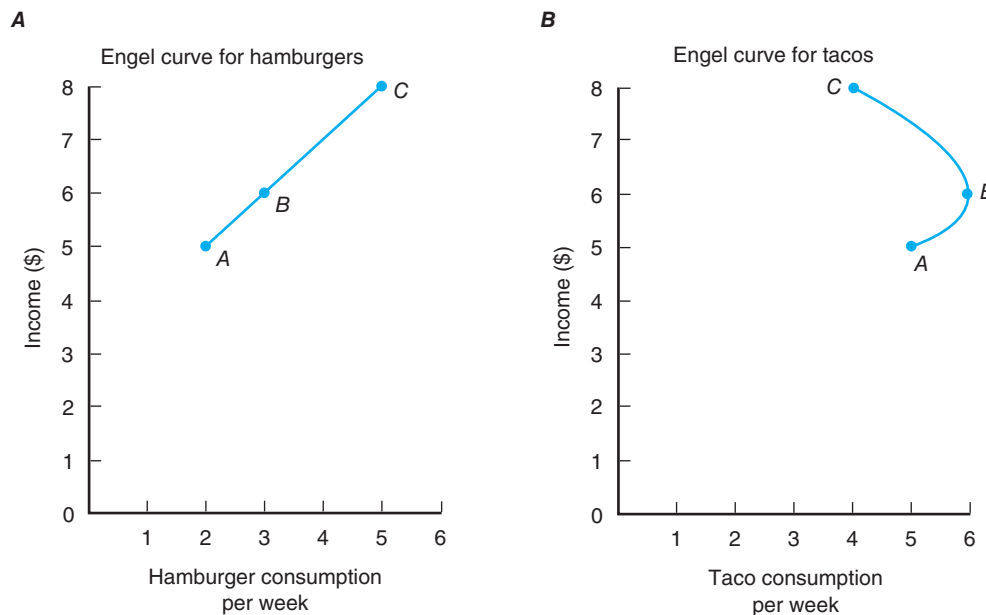 A
Engel curve for hamburgers
8
7
6
5
4
3
2
1
0
Income ($)
C
B
A
1 2 3 4 5 6
Hamburger consumption
per week
B
Engel curve for tacos
8
7
6
5
4
3
2
1
0
Income ($)
C
B
A
1 2 3 4 5 6
Taco consumption
per week